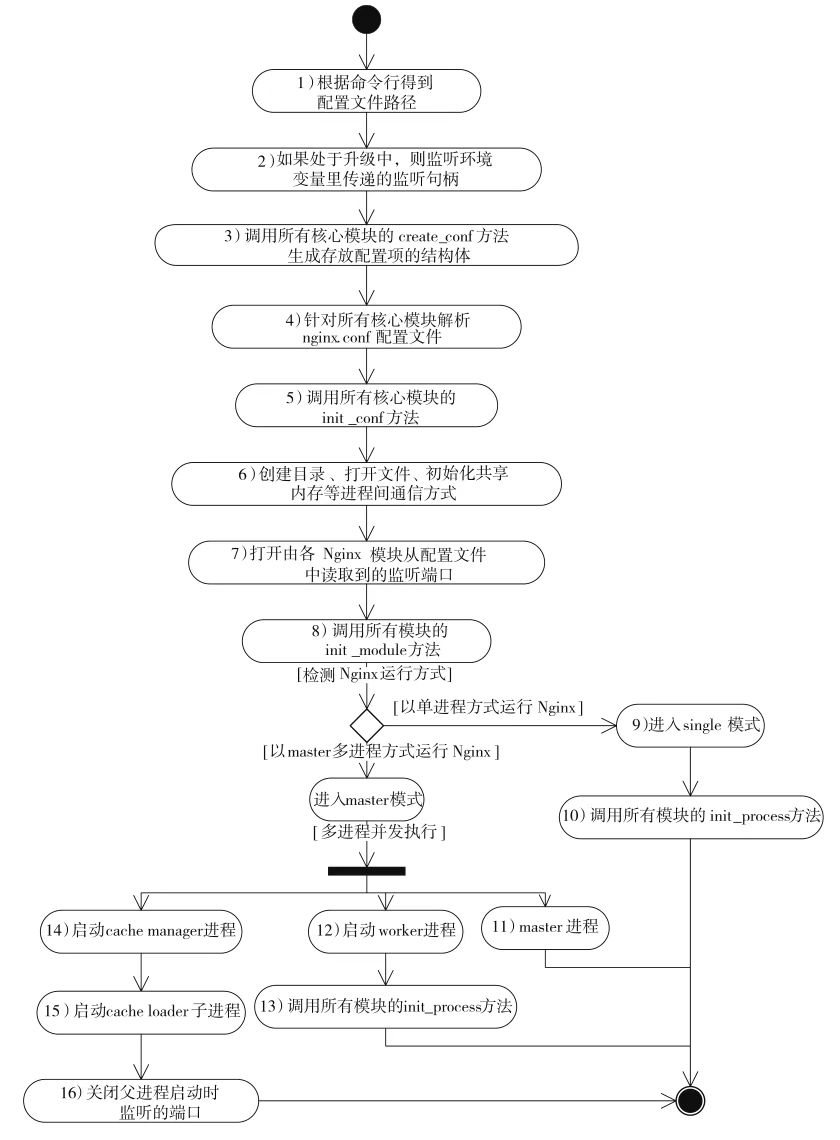 1)根据命令行得到
配置文件路径
2)如果处于升级中，则监听环境
变量里传递的监听句柄
3)调用所有核心模块的 create_conf 方法
生成存放配置项的结构体
4)针对所有核心模块解析
nginx.conf 配置文件
5)调用所有核心模块的
init_conf方法
6)创建目录、打开文件、初始化共享
内存等进程间通信方式
7)打开由各 Nginx 模块从配置文件
中读取到的监听端口
8)调用所有模块的
init_module方法
[检测 Nginx运行方式]
[以单进程方式运行 Nginx]
9)进入single 模式
[以master多进程方式运行 Nginx]
进入master模式
10)调用所有模块的 init_process方法
[多进程并发执行]
14)启动cache manager进程
12)启动 worker进程
11)master 进程
15)启动cache loader子进程
13)调用所有模块的init_process方法
16)关闭父进程启动时
监听的端口